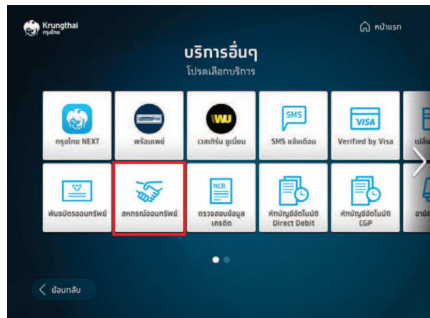 Krungthai
กรุงไทย
หน้าแรก
บริการอื่นๆ
โปรดเลือกบริการ
กรุงไทย NEXT
พร้อมเพย์
เวสเทิร์น ยูเนี่ยน
SMS แจ้งเตือน
Verified by Visa
WU
SMS
VISA
NCB
พันธบัตรออมทรัพย์
สหกรณ์ออมทรัพย์
ตรวจสอบข้อมูล
เครดิต
หักบัญชีอัตโนมัติ
Direct Debit
หักบัญชีอัตโนมัติ
CGP
ย้อนกลับ